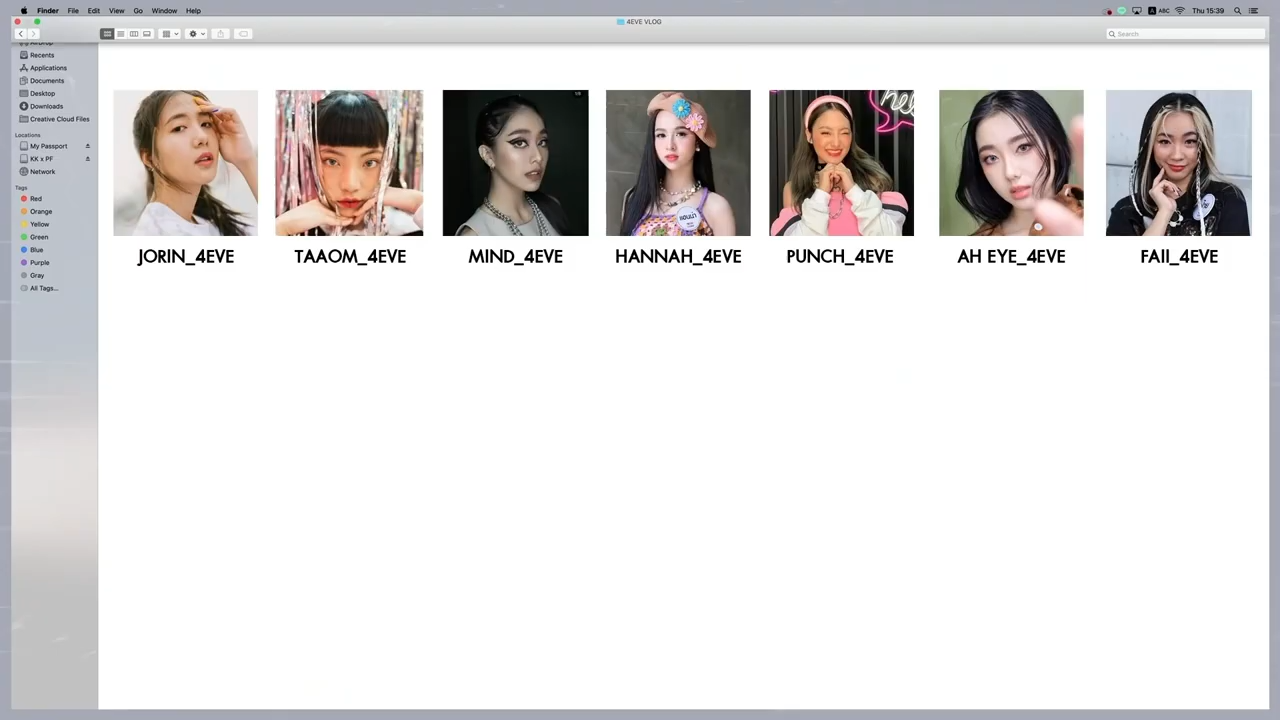 Finder File Edit View Go Window Help
ABC Thu 15:39
4EVE VLOG
Search
AirDrop
Recents
Applications
Documents
Desktop
Downloads
Creative Cloud Files
Locations
My Passport
KK x PF
Network
Tags
Red
Orange
Yellow
Green
Blue
Purple
Gray
All Tags...
JORIN_4EVE TAAOM_4EVE MIND_4EVE HANNAH_4EVE PUNCH_4EVE AH EYE_4EVE FAII_4EVE